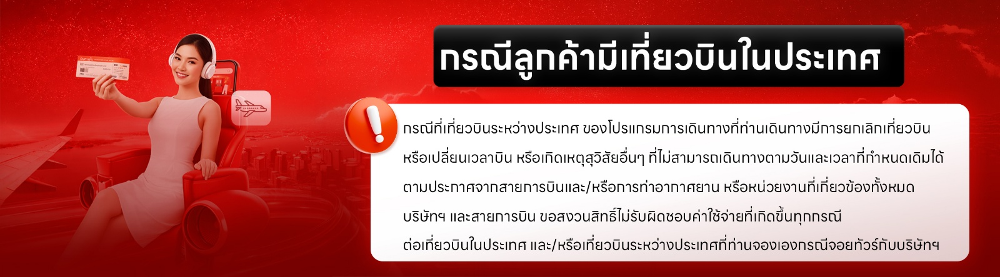 กรณีลูกค้ามีเที่ยวบินในประเทศ
กรณีที่เที่ยวบินระหว่างประเทศ ของโปรแกรมการเดินทางที่ท่านเดินทางมีการยกเลิกเที่ยวบิน
หรือเปลี่ยนเวลาบิน หรือเกิดเหตุสุวิสัยอื่นๆ ที่ไม่สามารถเดินทางตามวันและเวลาที่กำหนดเดิมได้
ตามประกาศจากสายการบินและ/หรือการท่าอากาศยาน หรือหน่วยงานที่เกี่ยวข้องทั้งหมด
บริษัทฯ และสายการบิน ขอสงวนสิทธิ์ไม่รับผิดชอบค่าใช้จ่ายที่เกิดขึ้นทุกกรณี
ต่อเที่ยวบินในประเทศ และ/หรือเที่ยวบินระหว่างประเทศที่ท่านจองเองกรณีจอยทัวร์กับบริษัทฯ